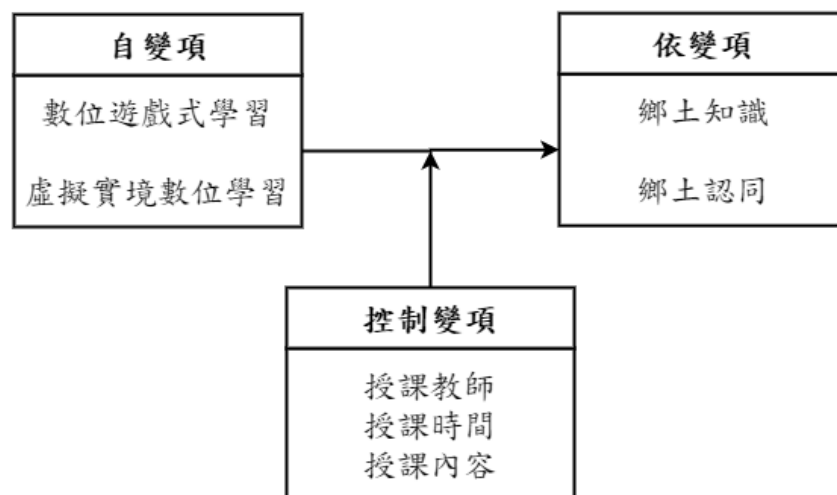 自變項
數位遊戲式學習
虛擬實境數位學習
依變項
鄉土知識
鄉土認同
控制變項
授課教師
授課時間
授課內容